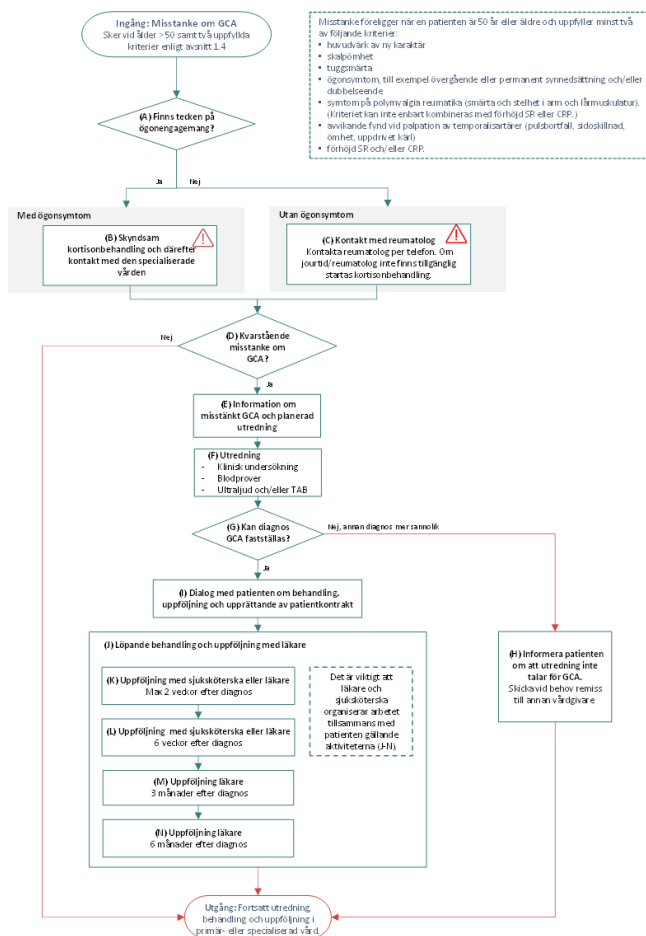 Ingång: Misstanke om GCA
Sker vid ålder >50 samt två uppfyllda
kriterier enligt avsnitt 1.4
Misstanke föreligger när en patienten är 50 år eller äldre och uppfyller minst två
av följande kriterier:
▪ huvudvärk av ny karaktär
▪ skalpömhet
▪ tuggsmärta
▪ ögonsymtom, till exempel övergående eller permanent synnedsättning och/eller
dubbelseende
▪ symtom på polymyalgia reumatika (smärta och stelhet i arm och lårmuskulatur).
(Kriteriet kan inte enbart kombineras med förhöjd SR eller CRP.)
▪ avvikande fynd vid palpation av temporalisartärer (pulsbortfall, sidoskillnad,
ömhet, uppdrivet kärl)
▪ förhöjd SR och/eller CRP.
(A) Finns tecken på
ögonengagemang?
Ja
Nej
Med ögonsymtom
Utan ögonsymtom
(B) Skyndsam
kortisonbehandling och därefter
kontakt med den specialiserade
vården
(C) Kontakt med reumatolog
Kontakta reumatolog per telefon. Om
jourtid/reumatolog inte finns tillgänglig
startas kortisonbehandling.
Nej
(D) Kvarstående
misstanke om
GCA?
Ja
(E) Information om
misstänkt GCA och planerad
utredning
(F) Utredning
- Klinisk undersökning
- Blodprover
- Ultraljud och/eller TAB
(G) Kan diagnos
GCA fastställas?
Nej, annan diagnos mer sannolik
Ja
(I) Dialog med patienten om behandling,
uppföljning och upprättande av patientkontrakt
(J) Löpande behandling och uppföljning med läkare
(K) Uppföljning med sjuksköterska eller läkare
Max 2 veckor efter diagnos
(L) Uppföljning med sjuksköterska eller läkare
6 veckor efter diagnos
(M) Uppföljning läkare
3 månader efter diagnos
(N) Uppföljning läkare
6 månader efter diagnos
Det är viktigt att
läkare och
sjuksköterska
organiserar arbetet
tillsammans med
patienten gällande
aktiviteterna (J-N).
(H) Informera patienten
om att utredning inte
talar för GCA.
Skicka vid behov remiss
till annan vårdgivare
Utgång: Fortsatt utredning,
behandling och uppföljning i
primär- eller specialiserad vård